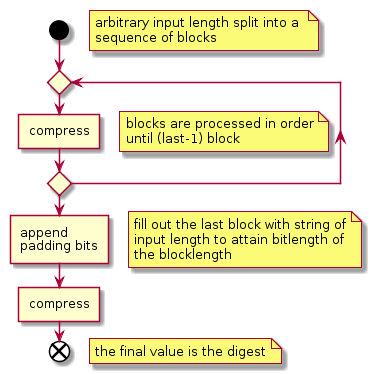 arbitrary input length split into a
sequence of blocks
compress
blocks are processed in order
until (last-1) block
append
padding bits
fill out the last block with string of
input length to attain bitlength of
the blocklength
compress
the final value is the digest